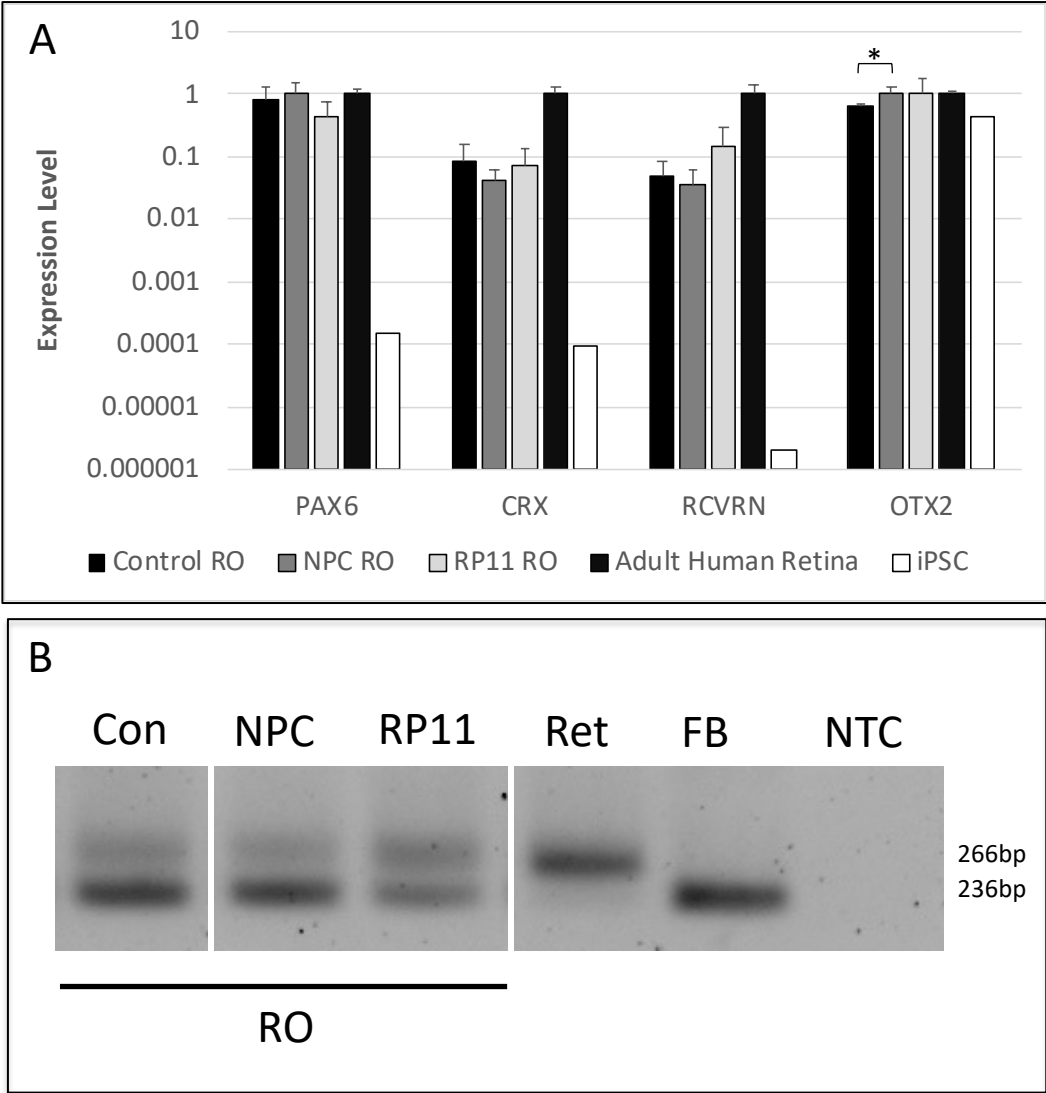 A
10
1
0.1
0.01
0.001
0.0001
0.00001
0.000001
Expression Level
*
PAX6 CRX RCVRN OTX2
Control RO NPC RO RP11 RO Adult Human Retina iPSC
B
Con NPC RP11 Ret FB NTC
266bp
236bp
RO